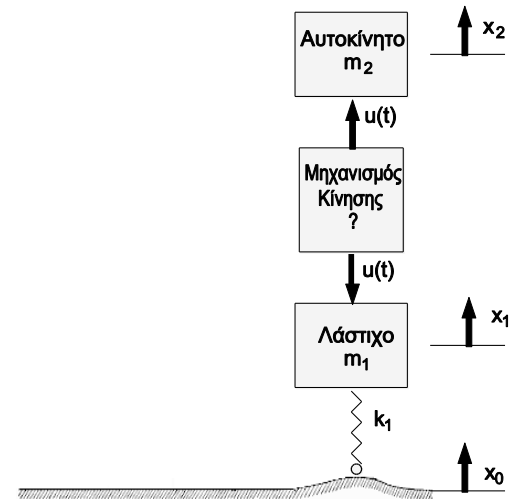 Αυτοκίνητο
m₂
x₂
u(t)
Μηχανισμός
Κίνησης
?
u(t)
Λάστιχο
m₁
x₁
k₁
x₀